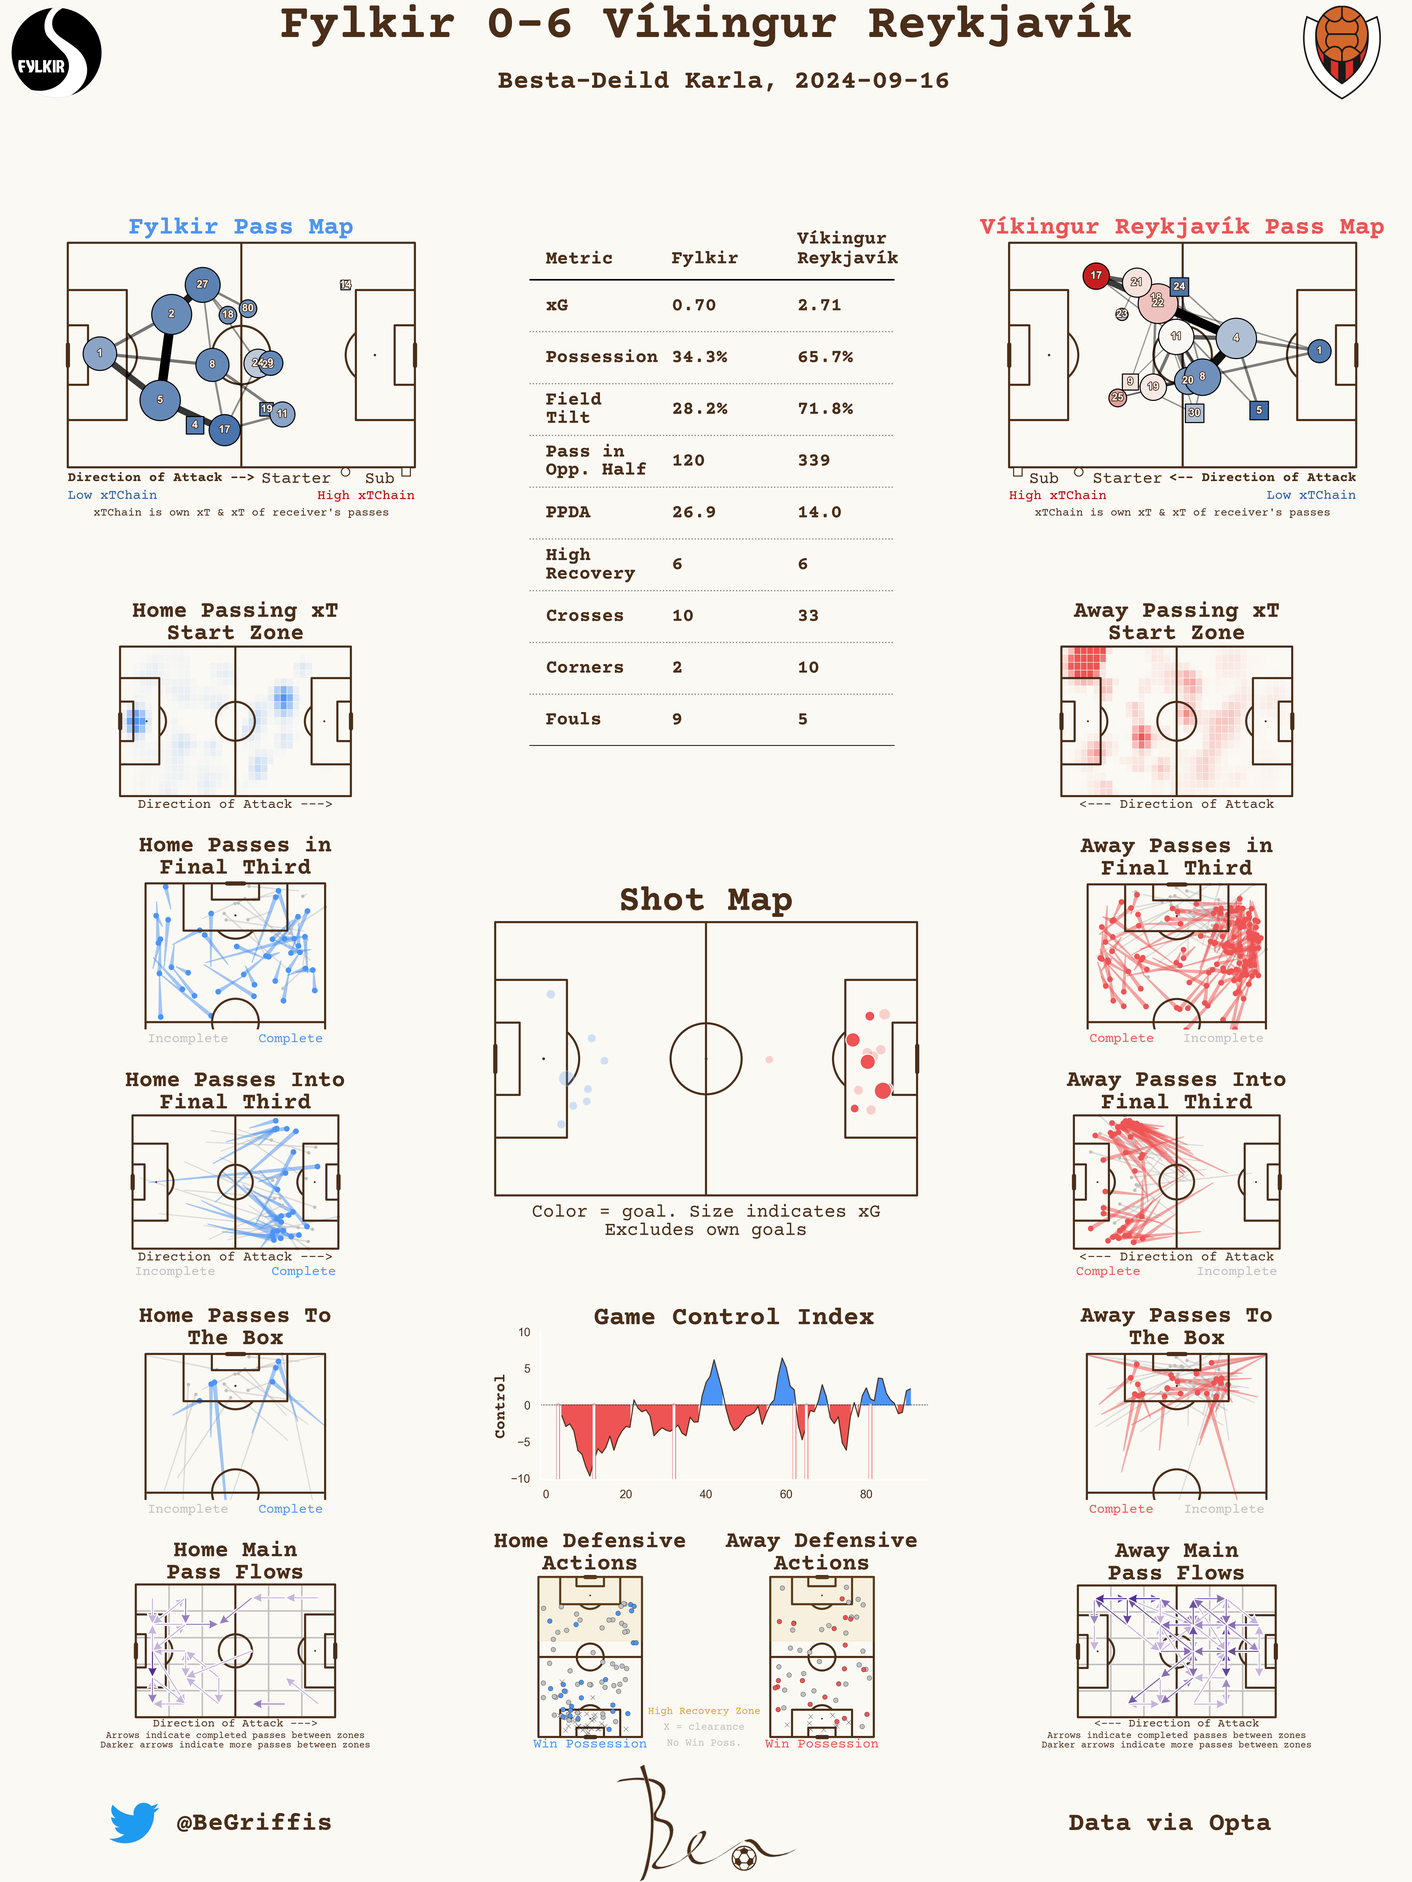 Fylkir 0-6 Víkingur Reykjavík
FYLKIR
Besta-Deild Karla, 2024-09-16
Fylkir Pass Map
27
2
18
80
14
1
8
5
19
11
4
17
Direction of Attack --> Starter Sub
Low xTChain High xTChain
xTChain is own xT & xT of receiver's passes
Metric Fylkir Víkingur Reykjavík
xG 0.70 2.71
Possession 34.3% 65.7%
Field Tilt 28.2% 71.8%
Pass in Opp. Half 120 339
PPDA 26.9 14.0
High Recovery 6 6
Crosses 10 33
Corners 2 10
Fouls 9 5
Víkingur Reykjavík Pass Map
17
21
24
22
23
11
4
1
9
19
20
8
25
30
5
Sub Starter <-- Direction of Attack
High xTChain Low xTChain
xTChain is own xT & xT of receiver's passes
Home Passing xT
Start Zone
Direction of Attack --->
Away Passing xT
Start Zone
<--- Direction of Attack
Home Passes in
Final Third
Incomplete Complete
Away Passes in
Final Third
Complete Incomplete
Shot Map
Color = goal. Size indicates xG
Excludes own goals
Home Passes Into
Final Third
Direction of Attack --->
Incomplete Complete
Away Passes Into
Final Third
<--- Direction of Attack
Complete Incomplete
Home Passes To
The Box
Incomplete Complete
Game Control Index
Control
10
5
0
−5
−10
0 20 40 60 80
Away Passes To
The Box
Complete Incomplete
Home Main
Pass Flows
Direction of Attack --->
Arrows indicate completed passes between zones
Darker arrows indicate more passes between zones
Home Defensive
Actions
Win Possession
High Recovery Zone
X = clearance
No Win Poss.
Away Defensive
Actions
Win Possession
Away Main
Pass Flows
<--- Direction of Attack
Arrows indicate completed passes between zones
Darker arrows indicate more passes between zones
@BeGriffis
Ben
Data via Opta